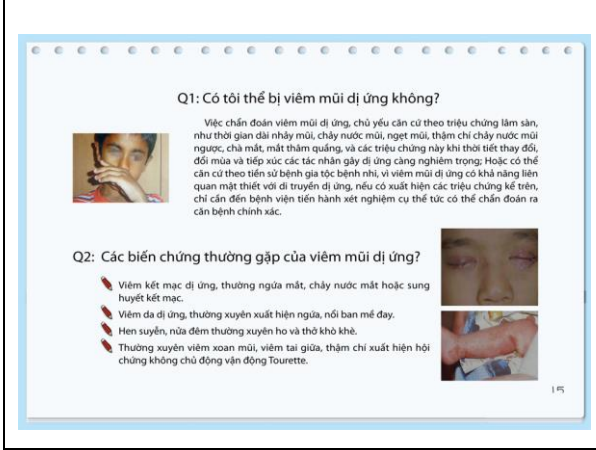 Q1: Có tôi thể bị viêm mũi dị ứng không?
Việc chẩn đoán viêm mũi dị ứng, chủ yếu căn cứ theo triệu chứng lâm sàn,
như thời gian dài nhảy mũi, chảy nước mũi, ngẹt mũi, thậm chí chảy nước mũi
ngược, chà mắt, mắt thâm quầng, và các triệu chứng này khi thời tiết thay đổi,
đổi mùa và tiếp xúc các tác nhân gây dị ứng càng nghiêm trọng; Hoặc có thể
căn cứ theo tiền sử bệnh gia tộc bệnh nhi, vì viêm mũi dị ứng có khả năng liên
quan mật thiết với di truyền dị ứng, nếu có xuất hiện các triệu chứng kể trên,
chỉ cần đến bệnh viện tiến hành xét nghiệm cụ thể tức có thể chẩn đoán ra
căn bệnh chính xác.
Q2: Các biến chứng thường gặp của viêm mũi dị ứng?
Viêm kết mạc dị ứng, thường ngứa mắt, chảy nước mắt hoặc sung
huyết kết mạc.
Viêm da dị ứng, thường xuyên xuất hiện ngứa, nổi ban mề đay.
Hen suyễn, nửa đêm thường xuyên ho và thở khò khè.
Thường xuyên viêm xoan mũi, viêm tai giữa, thậm chí xuất hiện hội
chứng không chủ động vận động Tourette.
15